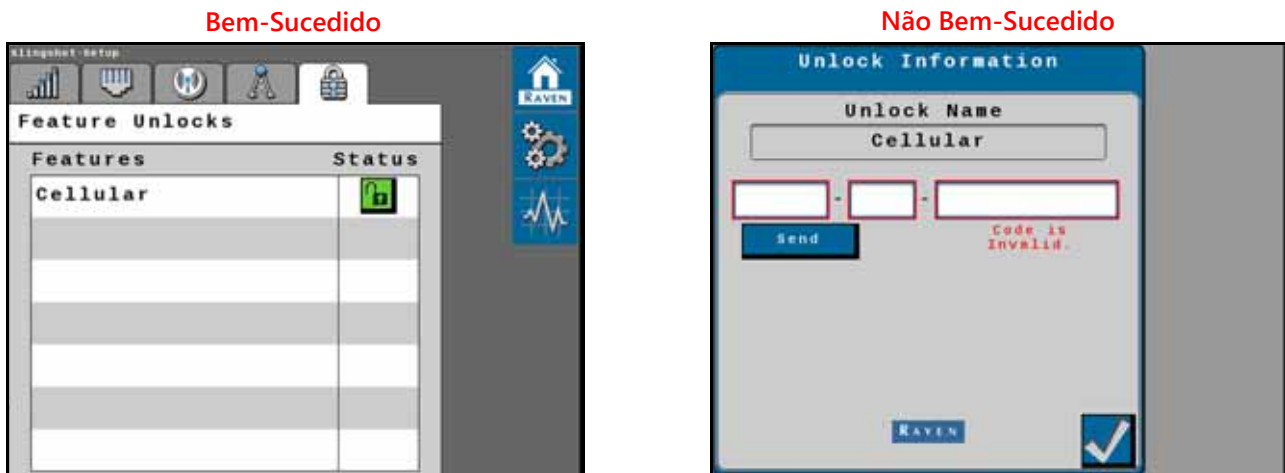 Bem-Sucedido
Slingshot-Setup
RAVEN
Feature Unlocks
Features Status
Cellular
Não Bem-Sucedido
Unlock Information
Unlock Name
Cellular
- -
Send
Code is
Invalid.
RAVEN